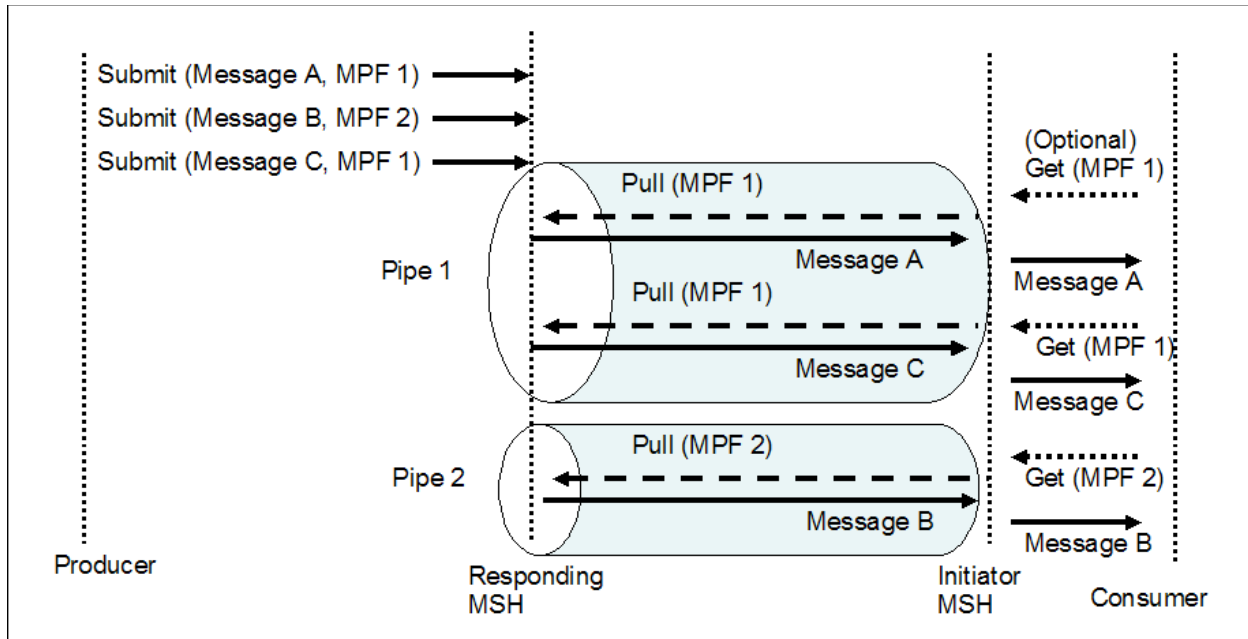 Submit (Message A, MPF 1)
Submit (Message B, MPF 2)
Submit (Message C, MPF 1)
(Optional)
Get (MPF 1)
Pull (MPF 1)
Message A
Message A
Pipe 1
Pull (MPF 1)
Get (MPF 1)
Message C
Message C
Pull (MPF 2)
Get (MPF 2)
Pipe 2
Message B
Message B
Producer
Responding
MSH
Initiator
MSH
Consumer